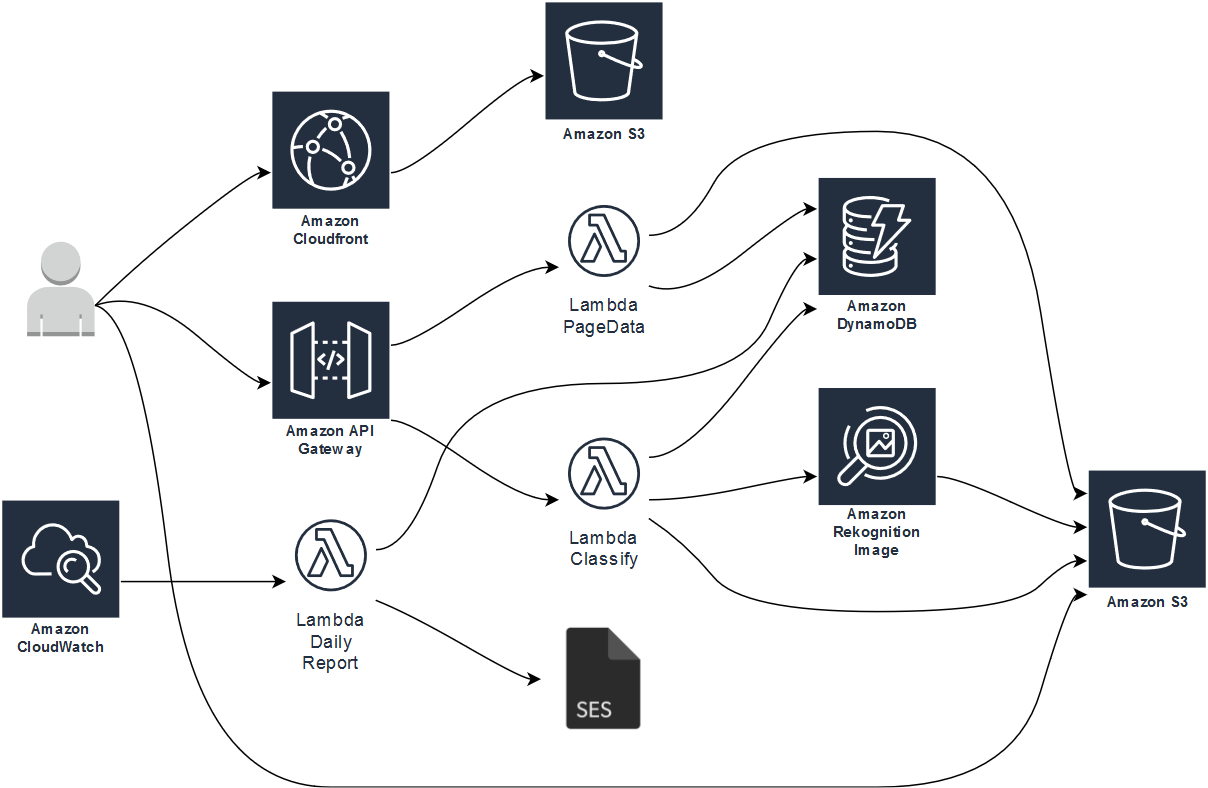 Amazon S3
Amazon
Cloudfront
Lambda
PageData
Amazon
DynamoDB
Amazon API
Gateway
Lambda
Classify
Amazon
Rekognition
Image
Amazon S3
Amazon
CloudWatch
Lambda
Daily
Report
SES